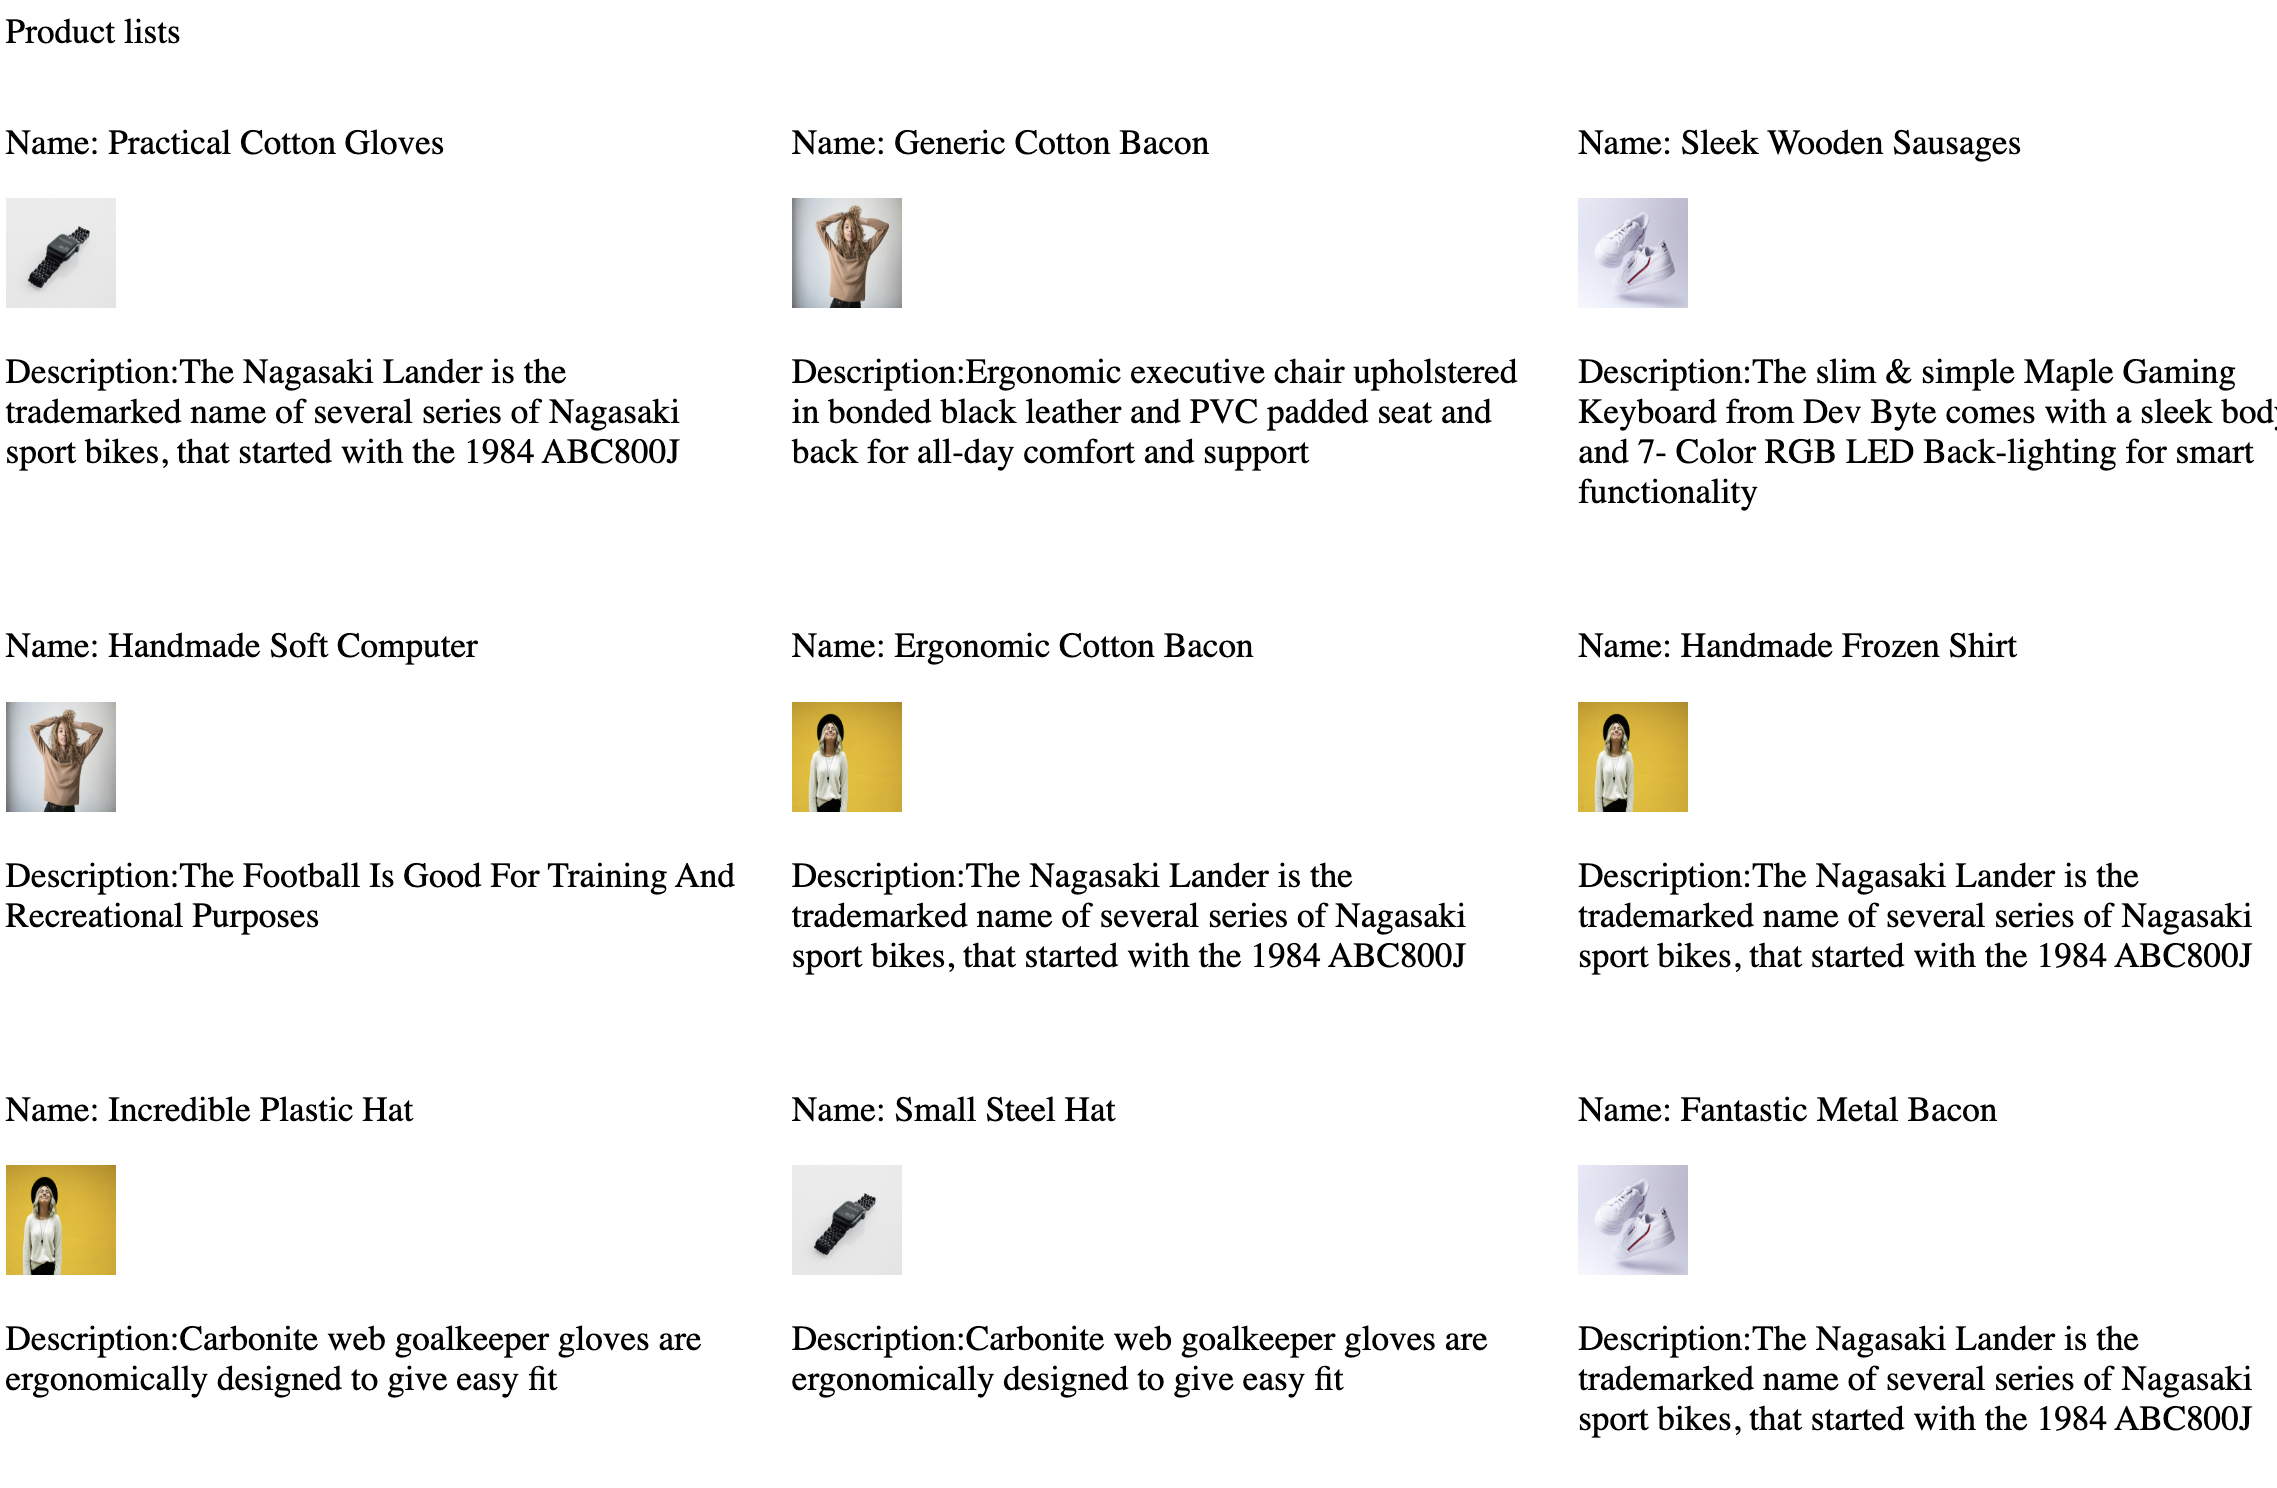 Product lists
Name: Practical Cotton Gloves
Description:The Nagasaki Lander is the
trademarked name of several series of Nagasaki
sport bikes, that started with the 1984 ABC800J
Name: Generic Cotton Bacon
Description:Ergonomic executive chair upholstered
in bonded black leather and PVC padded seat and
back for all-day comfort and support
Name: Sleek Wooden Sausages
Description:The slim & simple Maple Gaming
Keyboard from Dev Byte comes with a sleek body
and 7- Color RGB LED Back-lighting for smart
functionality
Name: Handmade Soft Computer
Description:The Football Is Good For Training And
Recreational Purposes
Name: Ergonomic Cotton Bacon
Description:The Nagasaki Lander is the
trademarked name of several series of Nagasaki
sport bikes, that started with the 1984 ABC800J
Name: Handmade Frozen Shirt
Description:The Nagasaki Lander is the
trademarked name of several series of Nagasaki
sport bikes, that started with the 1984 ABC800J
Name: Incredible Plastic Hat
Description:Carbonite web goalkeeper gloves are
ergonomically designed to give easy fit
Name: Small Steel Hat
Description:Carbonite web goalkeeper gloves are
ergonomically designed to give easy fit
Name: Fantastic Metal Bacon
Description:The Nagasaki Lander is the
trademarked name of several series of Nagasaki
sport bikes, that started with the 1984 ABC800J